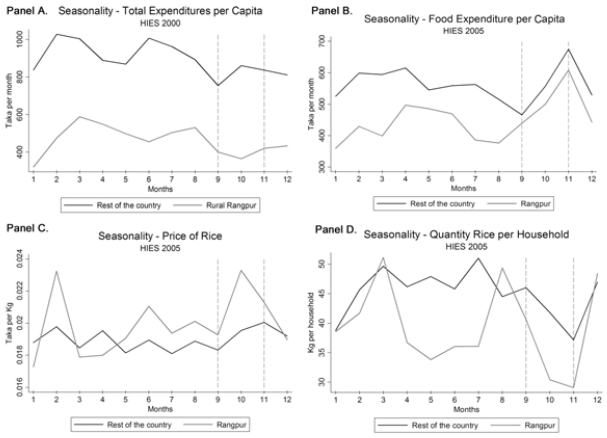 Panel A.
Seasonality - Total Expenditures per Capita
HIES 2000
Taka per month
1000
800
600
400
1 2 3 4 5 6 7 8 9 10 11 12
Months
Rest of the country Rural Rangpur
Panel B.
Seasonality - Food Expenditure per Capita
HIES 2005
Taka per month
700
600
500
400
300
1 2 3 4 5 6 7 8 9 10 11 12
Months
Rest of the country Rangpur
Panel C.
Seasonality - Price of Rice
HIES 2005
Taka per Kg
0.024
0.022
0.02
0.018
0.016
1 2 3 4 5 6 7 8 9 10 11 12
Months
Rest of the country Rangpur
Panel D.
Seasonality - Quantity Rice per Household
HIES 2005
Kg per household
50
45
40
35
30
1 2 3 4 5 6 7 8 9 10 11 12
Months
Rest of the country Rangpur